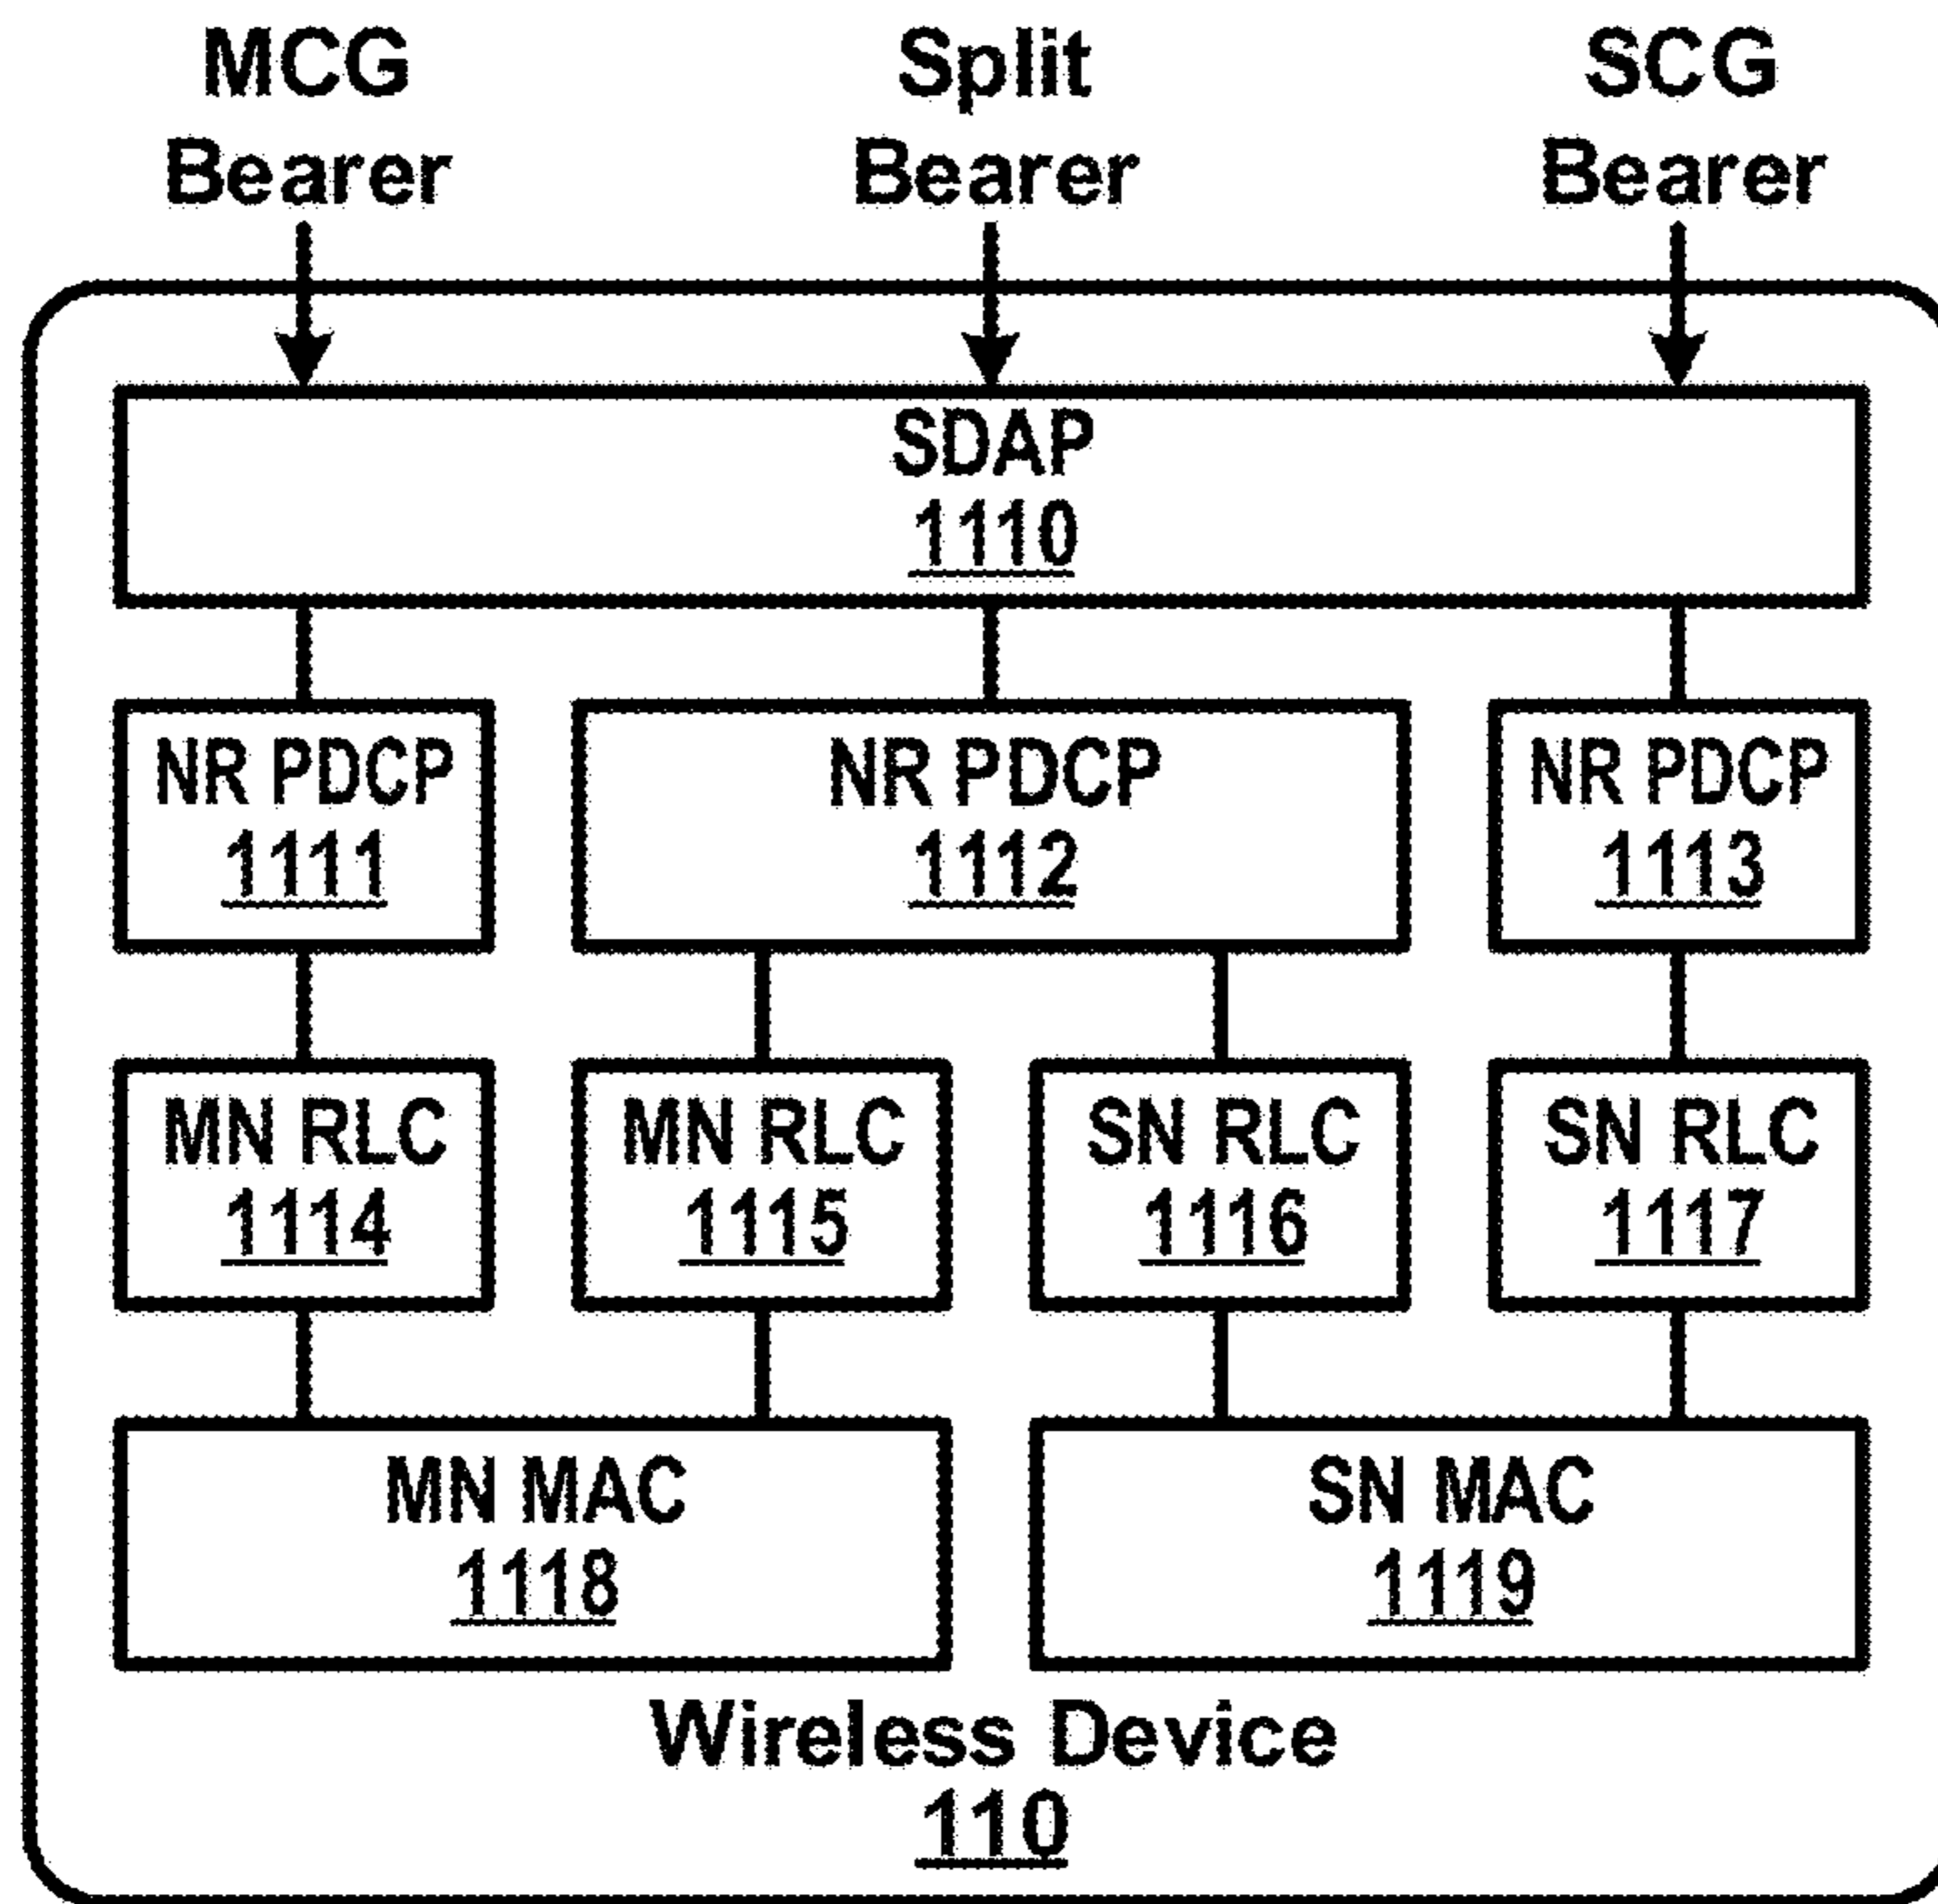 MCG
Bearer
Split
Bearer
SCG
Bearer
SDAP
1110
NR PDCP
1111
NR PDCP
1112
NR PDCP
1113
MN RLC
1114
MN RLC
1115
SN RLC
1116
SN RLC
1117
MN MAC
1118
SN MAC
1119
Wireless Device
110